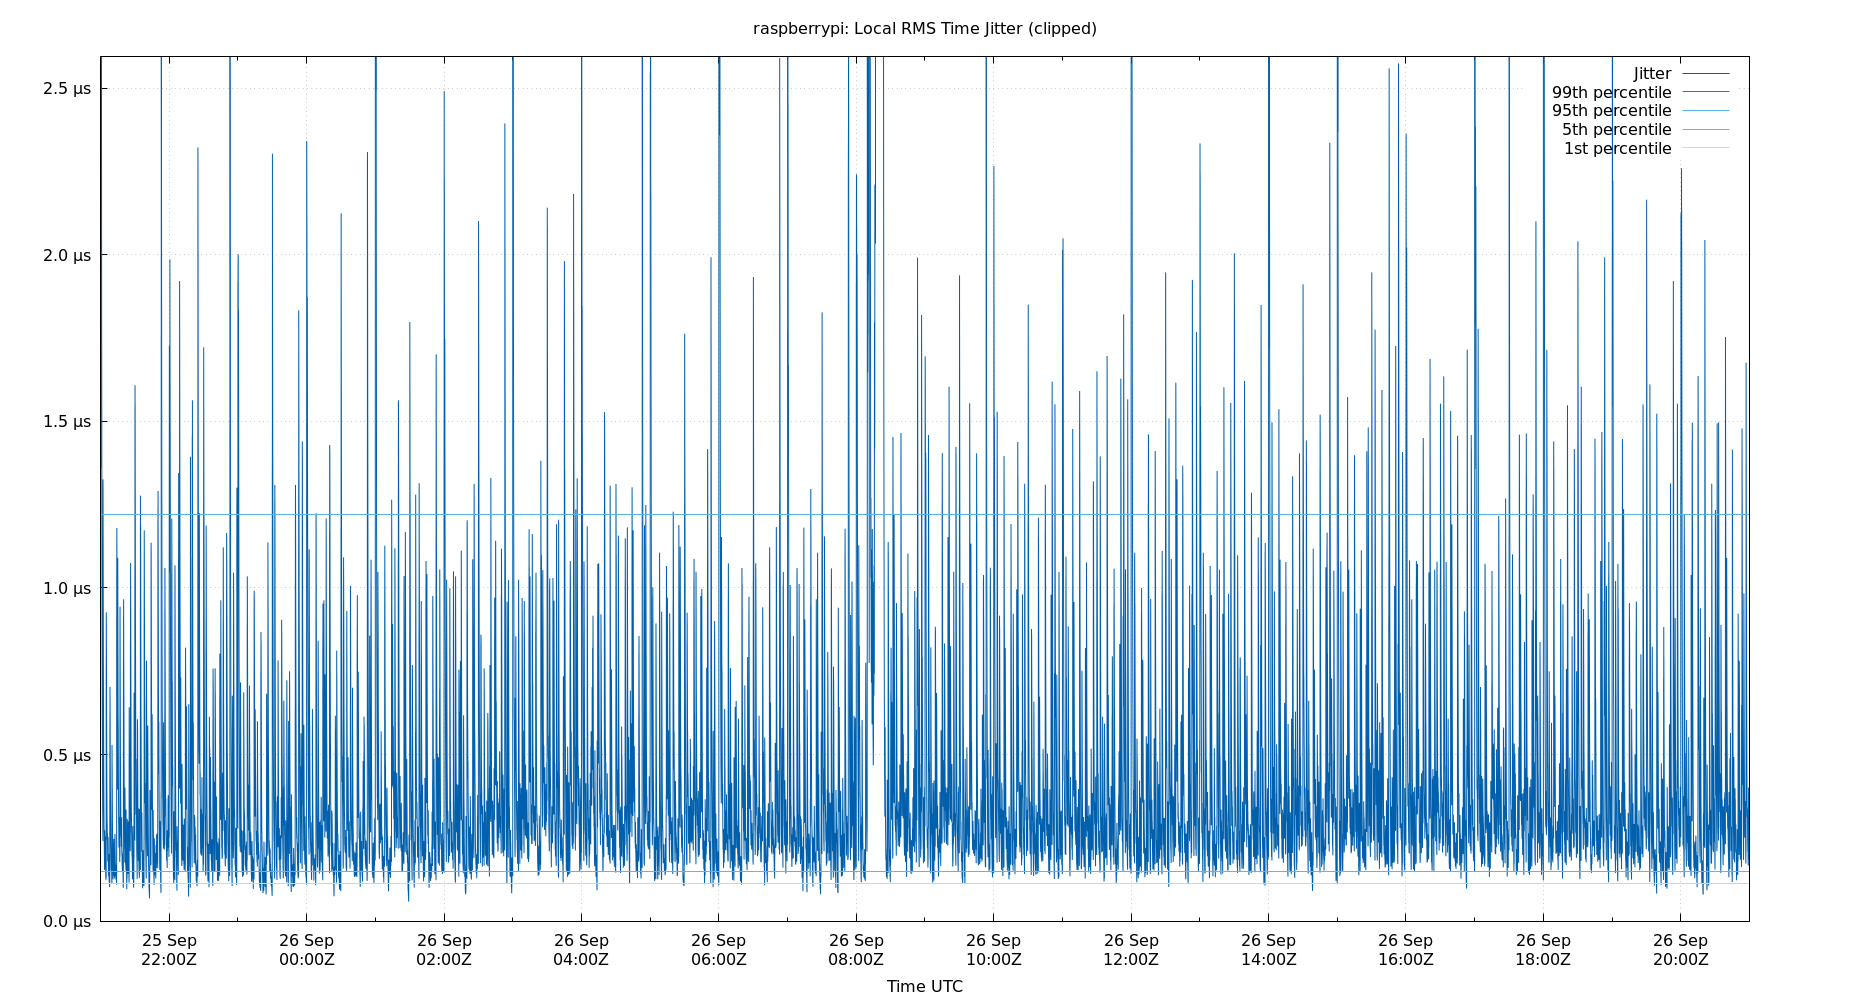 raspberrypi: Local RMS Time Jitter (clipped)
2.5 µs
2.0 µs
1.5 µs
1.0 µs
0.5 µs
0.0 µs
Jitter
99th percentile
95th percentile
5th percentile
1st percentile
25 Sep 26 Sep 26 Sep 26 Sep 26 Sep 26 Sep 26 Sep 26 Sep 26 Sep 26 Sep 26 Sep 26 Sep
22:00Z 00:00Z 02:00Z 04:00Z 06:00Z 08:00Z 10:00Z 12:00Z 14:00Z 16:00Z 18:00Z 20:00Z
Time UTC